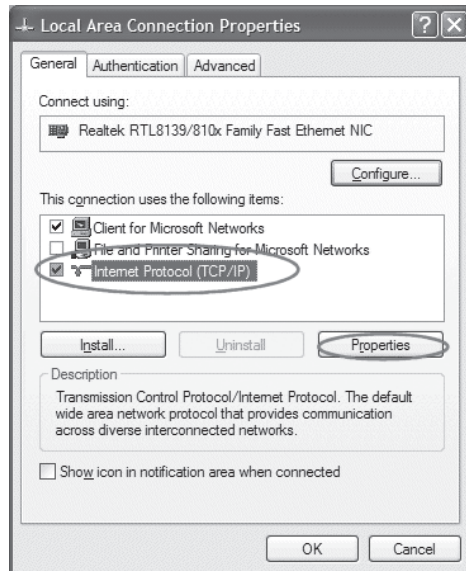 Local Area Connection Properties
General Authentication Advanced
Connect using:
Realtek RTL8139/810x Family Fast Ethernet NIC
Configure...
This connection uses the following items:
Client for Microsoft Networks
File and Printer Sharing for Microsoft Networks
Internet Protocol (TCP/IP)
Install... Uninstall Properties
Description
Transmission Control Protocol/Internet Protocol. The default
wide area network protocol that provides communication
across diverse interconnected networks.
Show icon in notification area when connected
OK Cancel